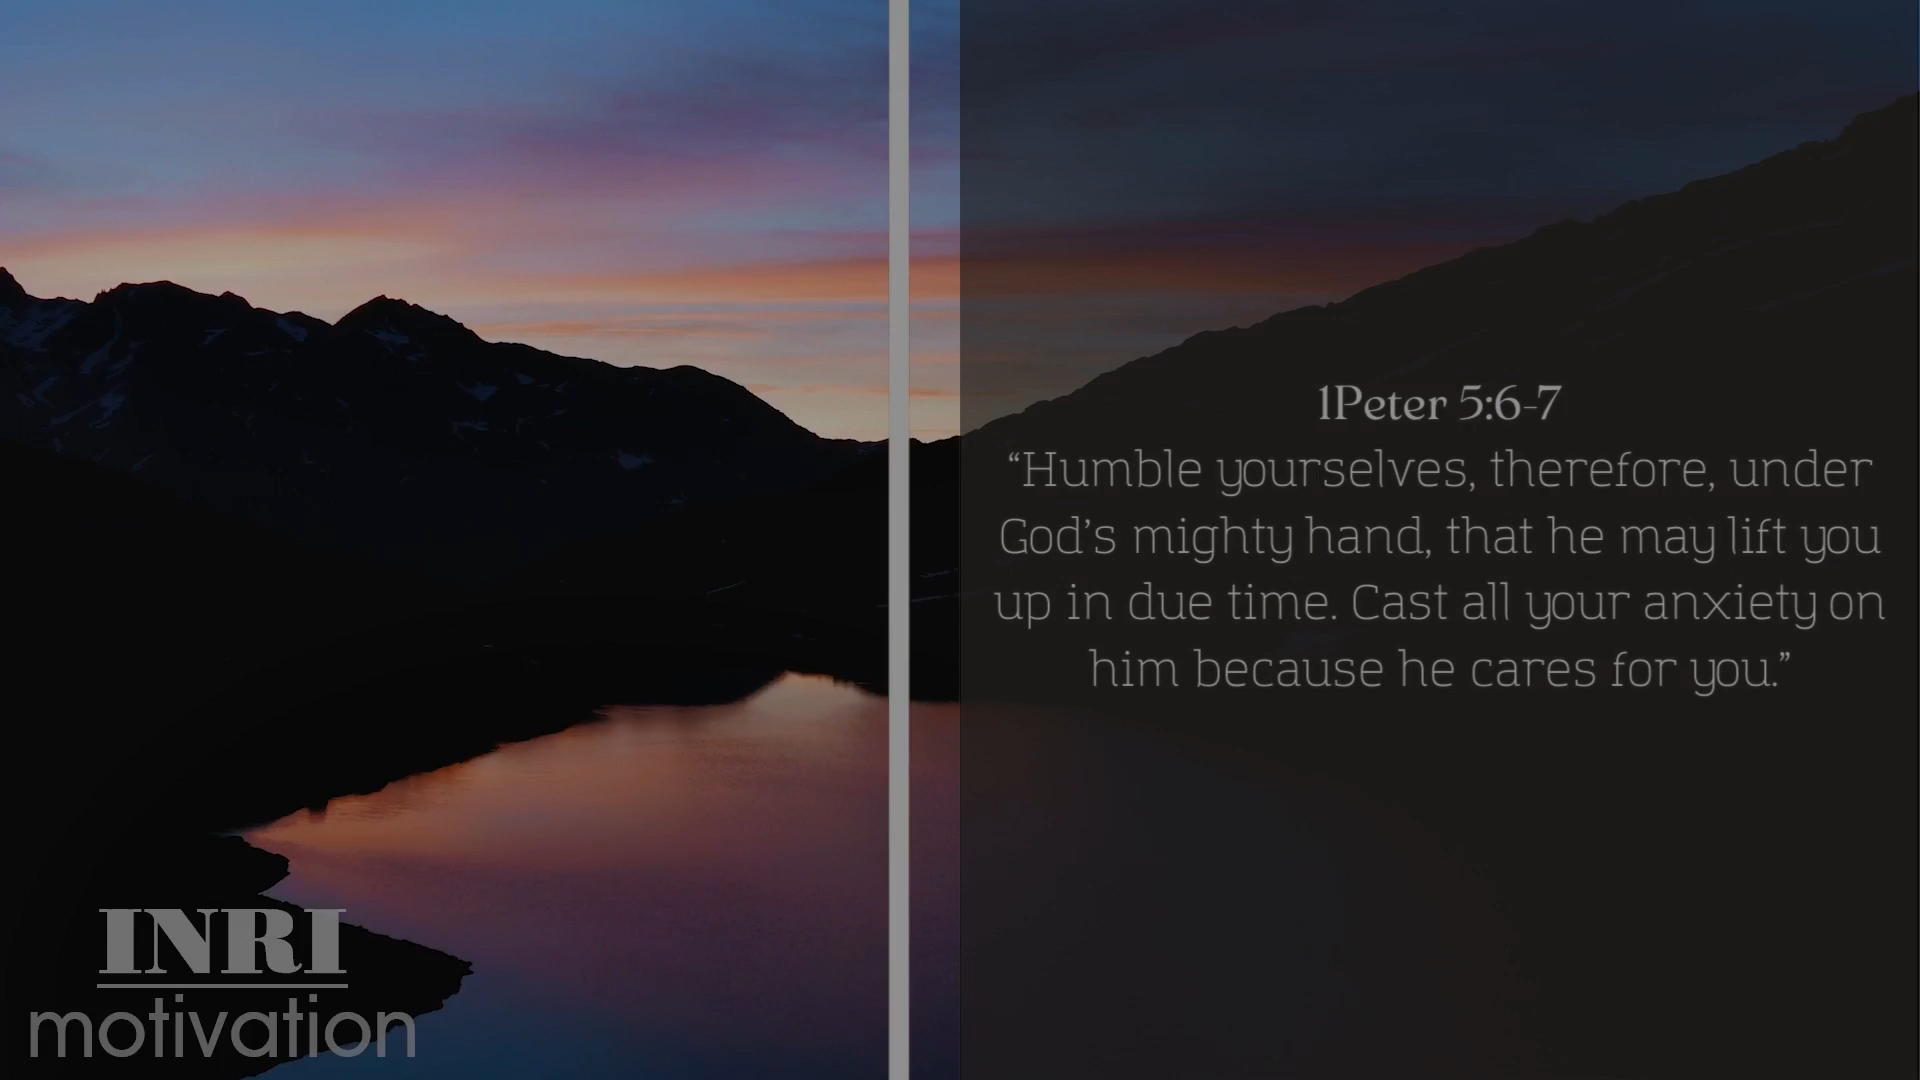 1Peter 5:6-7
“Humble yourselves, therefore, under
God’s mighty hand, that he may lift you
up in due time. Cast all your anxiety on
him because he cares for you.”
INRI
motivation